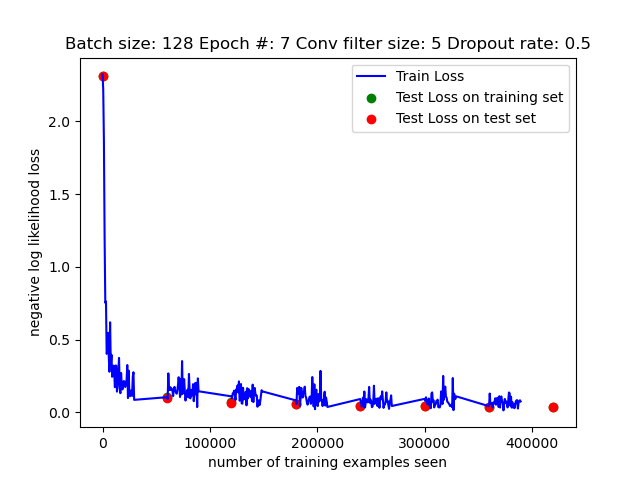 Batch size: 128 Epoch #: 7 Conv filter size: 5 Dropout rate: 0.5
Train Loss
Test Loss on training set
Test Loss on test set
negative log likelihood loss
2.0
1.5
1.0
0.5
0.0
0
100000
200000
300000
400000
number of training examples seen